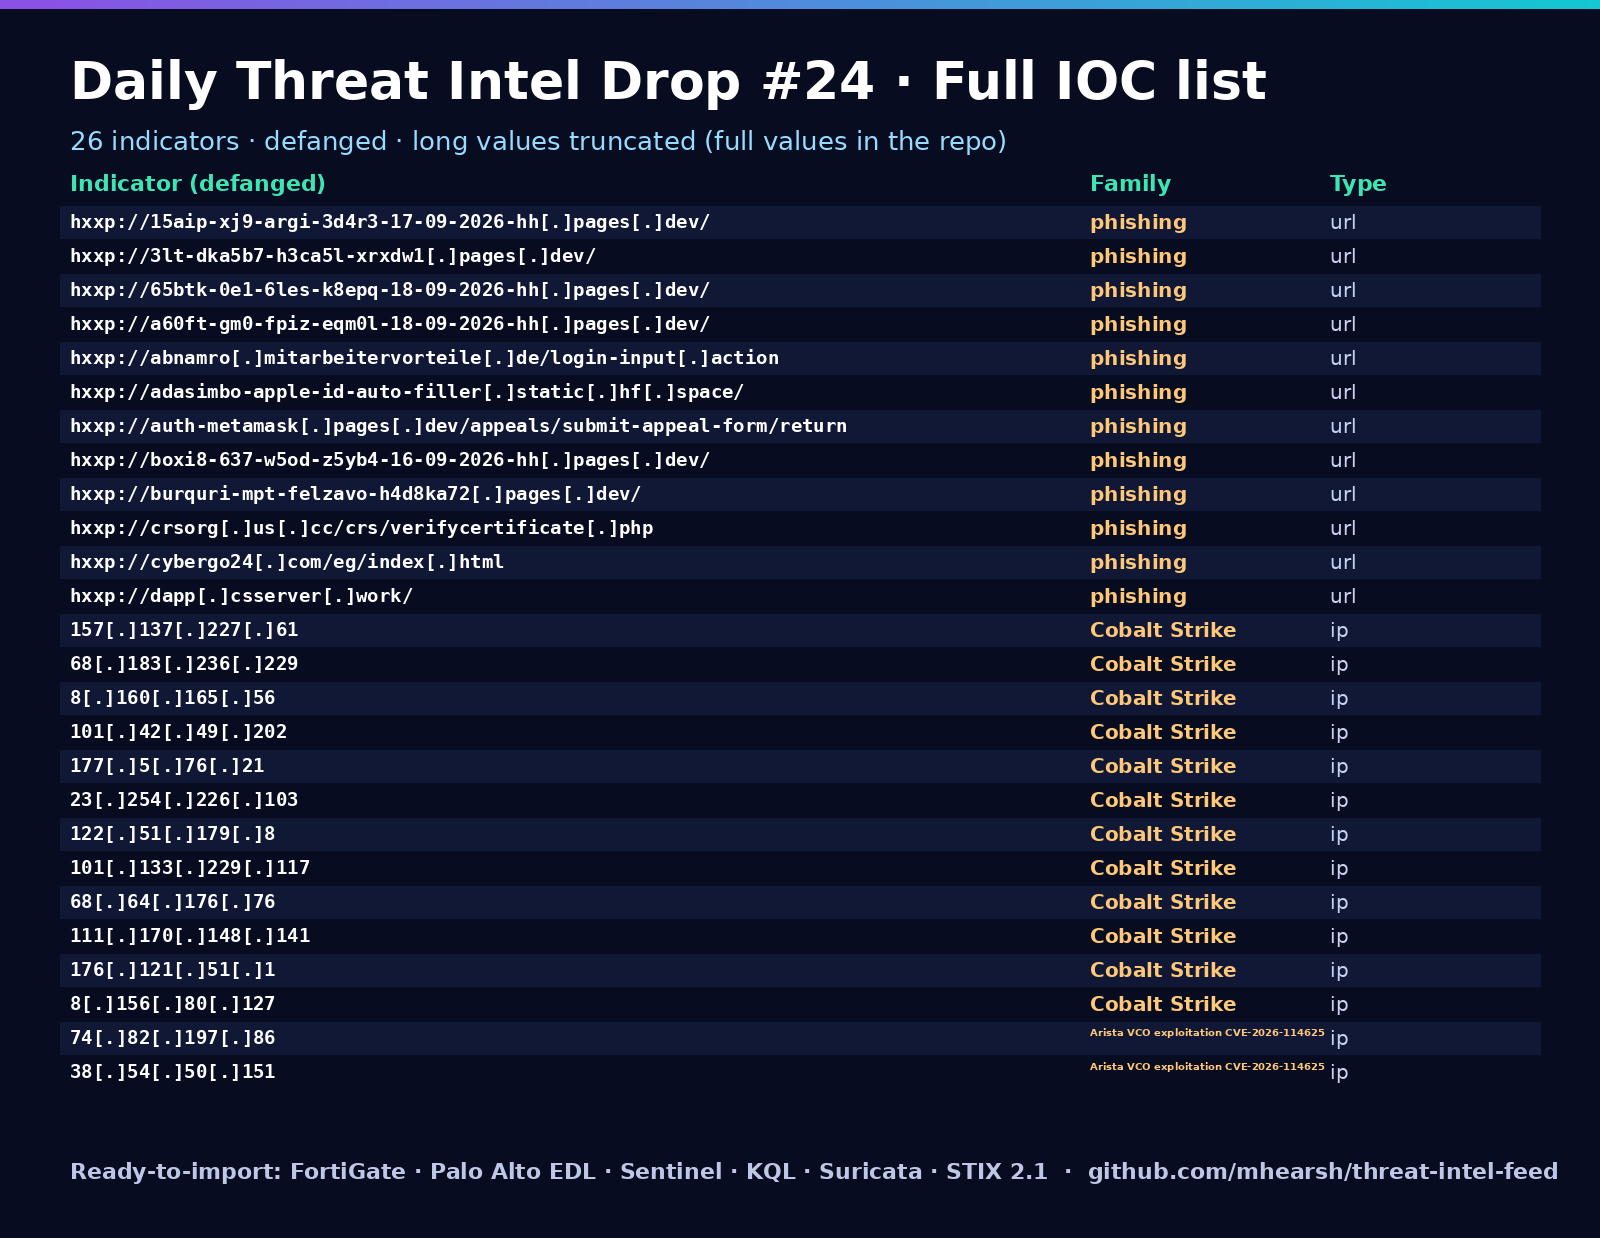 Daily Threat Intel Drop #24 · Full IOC list
26 indicators · defanged · long values truncated (full values in the repo)
Indicator (defanged) Family Type
hxxp://15aip-xj9-argi-3d4r3-17-09-2026-hh[.]pages[.]dev/ phishing url
hxxp://3lt-dka5b7-h3ca5l-xrxdw1[.]pages[.]dev/ phishing url
hxxp://65btk-0e1-6les-k8epq-18-09-2026-hh[.]pages[.]dev/ phishing url
hxxp://a60ft-gm0-fpiz-eqm0l-18-09-2026-hh[.]pages[.]dev/ phishing url
hxxp://abnamro[.]mitarbeitervorteile[.]de/login-input[.]action phishing url
hxxp://adasimbo-apple-id-auto-filler[.]static[.]hf[.]space/ phishing url
hxxp://auth-metamask[.]pages[.]dev/appeals/submit-appeal-form/return phishing url
hxxp://boxi8-637-w5od-z5yb4-16-09-2026-hh[.]pages[.]dev/ phishing url
hxxp://burquri-mpt-felzavo-h4d8ka72[.]pages[.]dev/ phishing url
hxxp://crsorg[.]us[.]cc/crs/verifycertificate[.]php phishing url
hxxp://cybergo24[.]com/eg/index[.]html phishing url
hxxp://dapp[.]csserver[.]work/ phishing url
157[.]137[.]227[.]61 Cobalt Strike ip
68[.]183[.]236[.]229 Cobalt Strike ip
8[.]160[.]165[.]56 Cobalt Strike ip
101[.]42[.]49[.]202 Cobalt Strike ip
177[.]5[.]76[.]21 Cobalt Strike ip
23[.]254[.]226[.]103 Cobalt Strike ip
122[.]51[.]179[.]8 Cobalt Strike ip
101[.]133[.]229[.]117 Cobalt Strike ip
68[.]64[.]176[.]76 Cobalt Strike ip
111[.]170[.]148[.]141 Cobalt Strike ip
176[.]121[.]51[.]1 Cobalt Strike ip
8[.]156[.]80[.]127 Cobalt Strike ip
74[.]82[.]197[.]86 Arista VCO exploitation CVE-2026-114625 ip
38[.]54[.]50[.]151 Arista VCO exploitation CVE-2026-114625 ip
Ready-to-import: FortiGate · Palo Alto EDL · Sentinel · KQL · Suricata · STIX 2.1 · github.com/mhearsh/threat-intel-feed